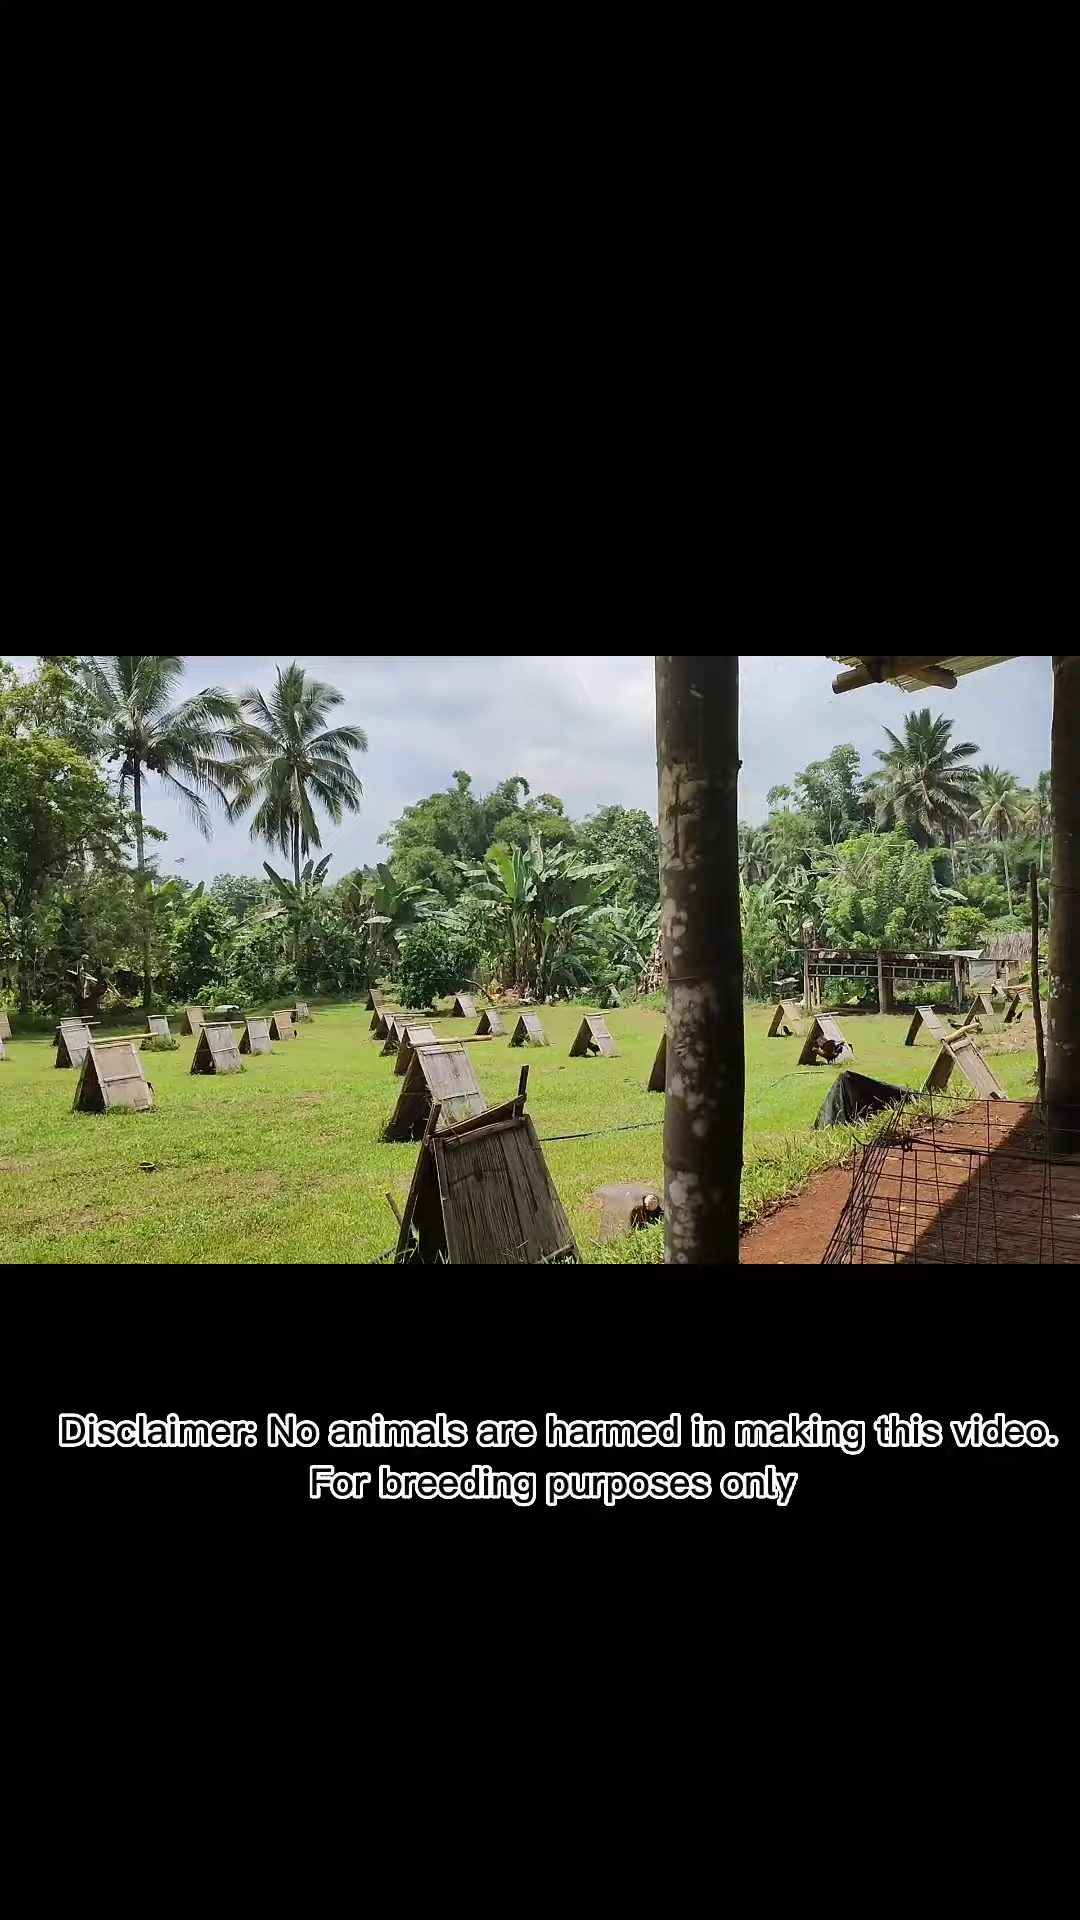 Disclaimer: No animals are harmed in making this video.
For breeding purposes only